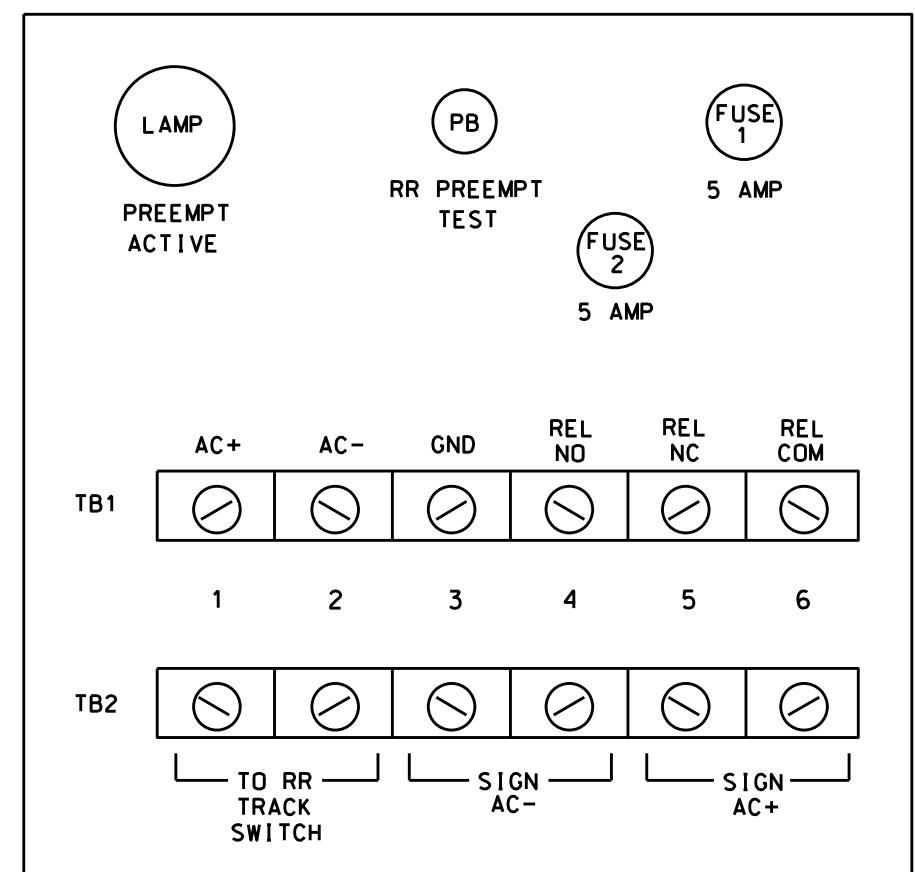 LAMP
PREEMPT
ACTIVE
PB
RR PREEMPT
TEST
FUSE
1
5 AMP
FUSE
2
5 AMP
AC+
AC-
GND
REL
NO
REL
NC
REL
COM
TB1
1 2 3 4 5 6
TB2
TO RR
TRACK
SWITCH
SIGN
AC-
SIGN
AC+